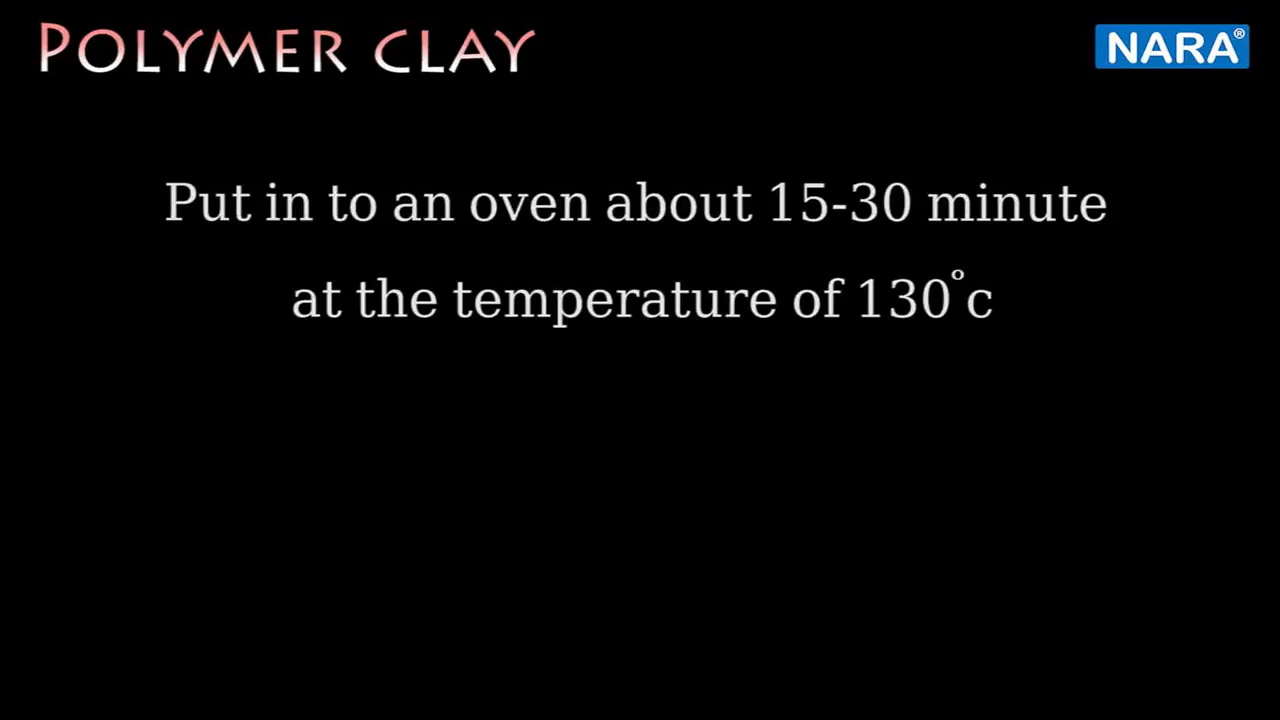 POLYMER CLAY
NARA®
Put in to an oven about 15-30 minute
at the temperature of 130°c